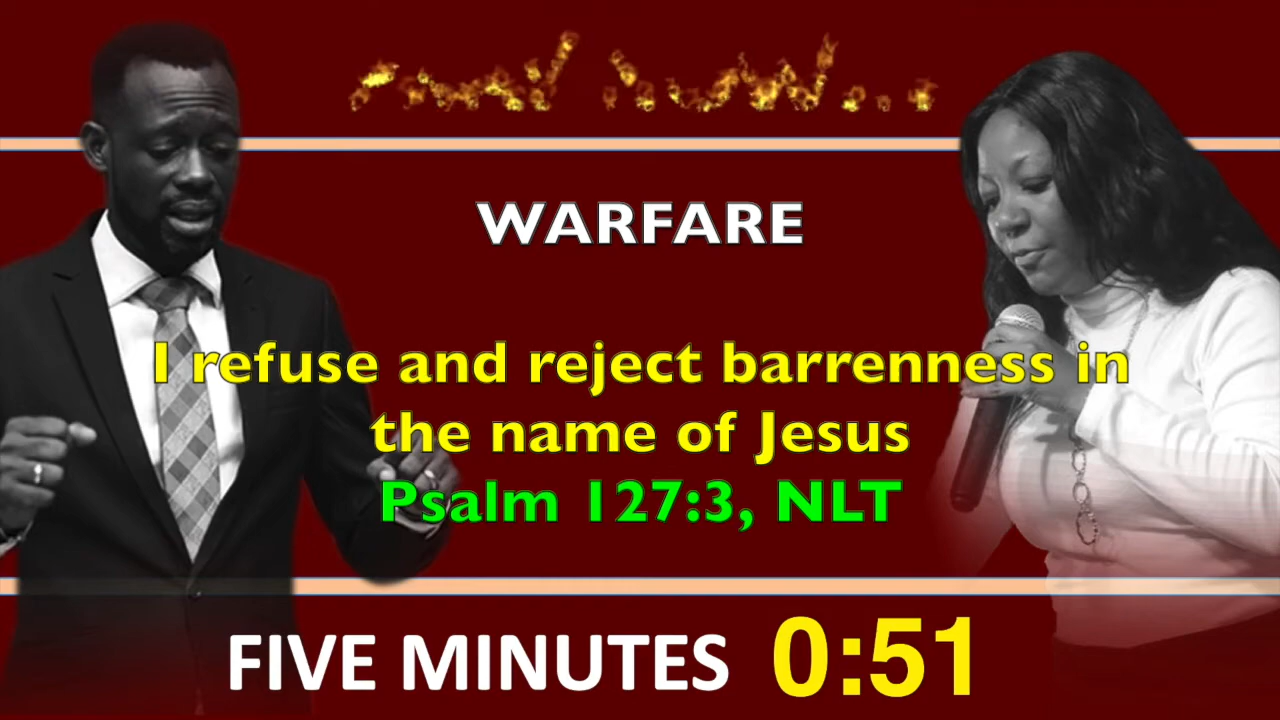 WARFARE
I refuse and reject barrenness in
the name of Jesus
Psalm 127:3, NLT
FIVE MINUTES 0:51